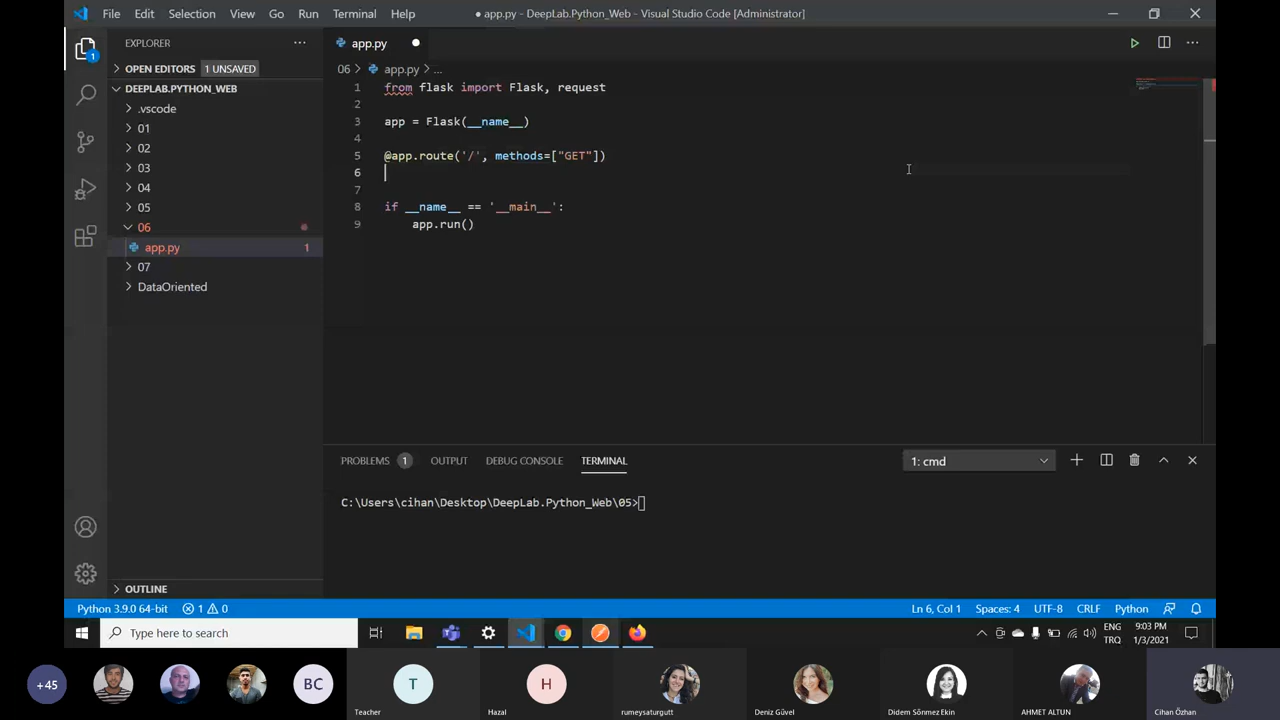 File Edit Selection View Go Run Terminal Help
● app.py - DeepLab.Python_Web - Visual Studio Code [Administrator]
EXPLORER
OPEN EDITORS 1 UNSAVED
DEEPLAB.PYTHON_WEB
.vscode
01
02
03
04
05
06
app.py 1
07
DataOriented
OUTLINE
1
app.py
06 > app.py > ...
1 from flask import Flask, request
2
3 app = Flask(__name__)
4
5 @app.route('/', methods=["GET"])
6
7
8 if __name__ == '__main__':
9 app.run()
PROBLEMS 1 OUTPUT DEBUG CONSOLE TERMINAL
1: cmd
C:\Users\cihan\Desktop\DeepLab.Python_Web\05>
Python 3.9.0 64-bit 1 0
Ln 6, Col 1 Spaces: 4 UTF-8 CRLF Python
Type here to search
ENG
TRQ
9:03 PM
1/3/2021
+45
BC
T
Teacher
H
Hazal
rumeysaturgutt
Deniz Güvel
Didem Sönmez Ekin
AHMET ALTUN
Cihan Özhan